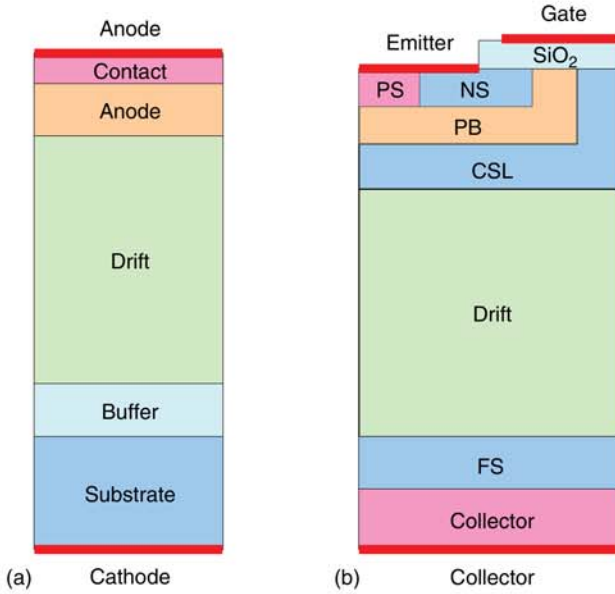 Anode
Contact
Anode
Drift
Buffer
Substrate
(a)
Cathode
Gate
Emitter
SiO2
PS
NS
PB
CSL
Drift
FS
Collector
(b)
Collector